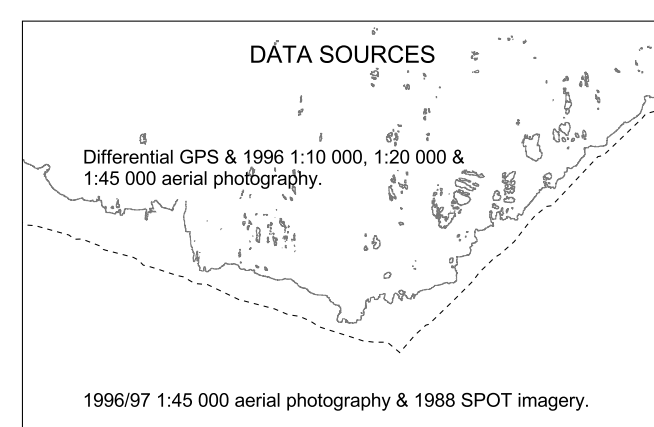 DATA SOURCES
Differential GPS & 1996 1:10 000, 1:20 000 &
1:45 000 aerial photography.
1996/97 1:45 000 aerial photography & 1988 SPOT imagery.